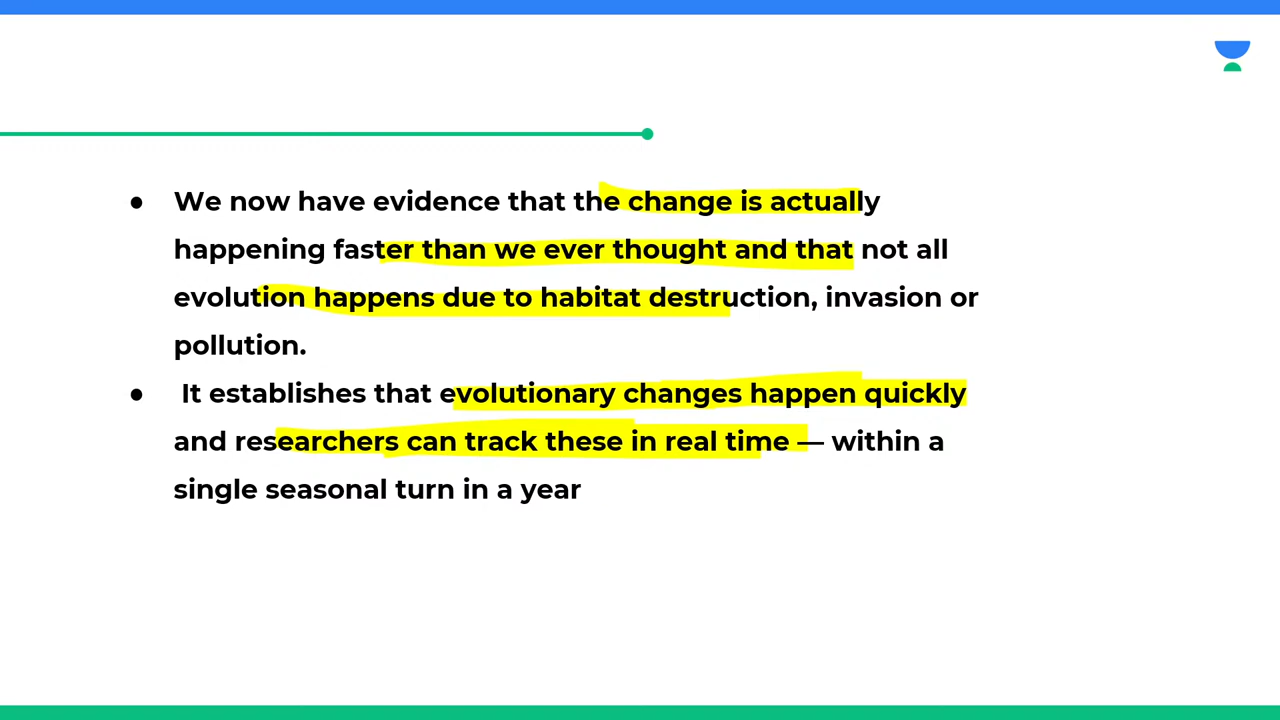 ● We now have evidence that the change is actually
happening faster than we ever thought and that not all
evolution happens due to habitat destruction, invasion or
pollution.
● It establishes that evolutionary changes happen quickly
and researchers can track these in real time — within a
single seasonal turn in a year